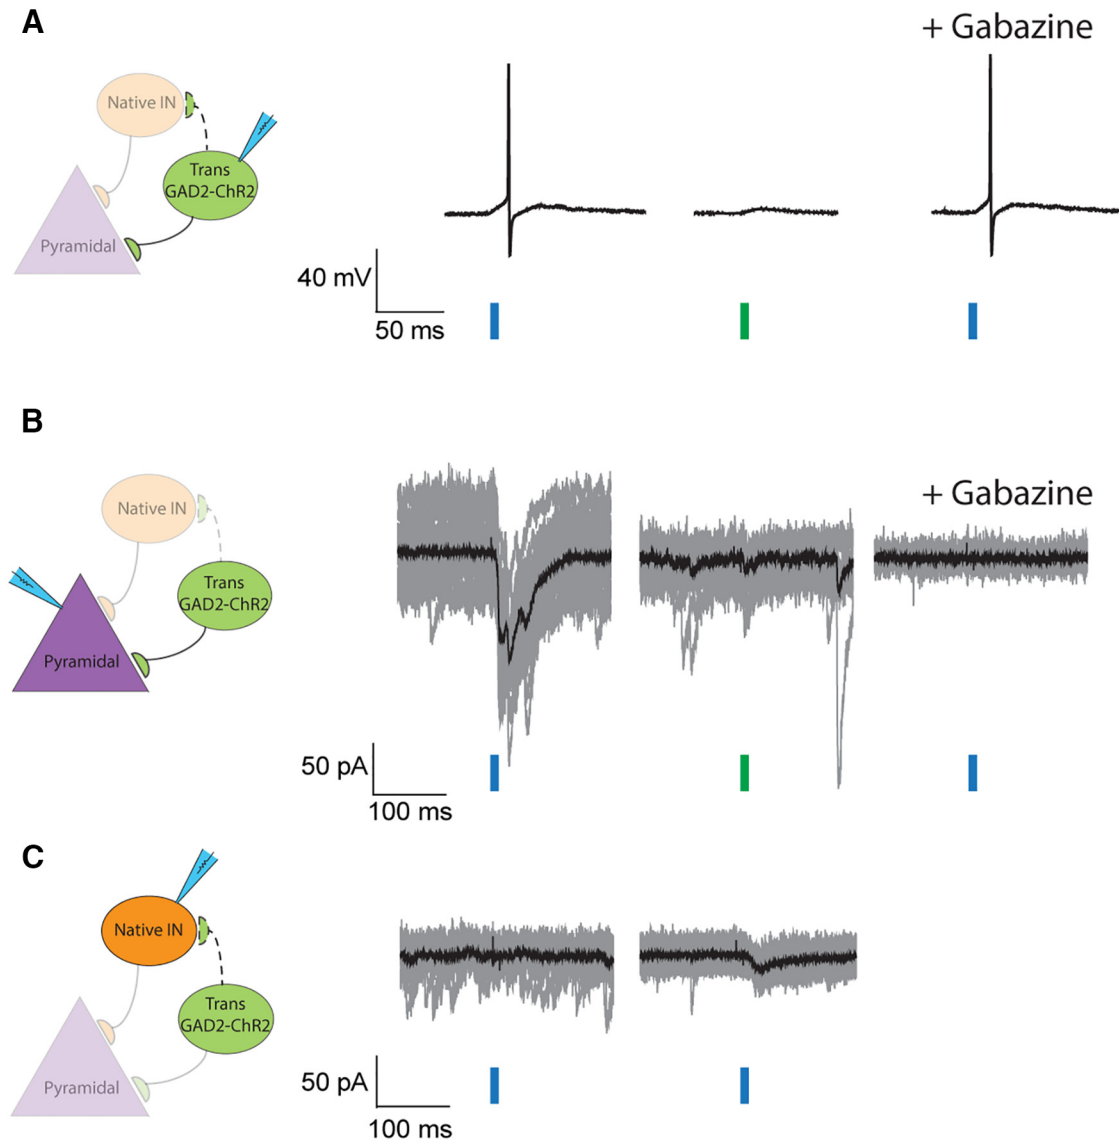 A
+ Gabazine
Native IN
Trans
GAD2-ChR2
Pyramidal
40 mV
50 ms
B
+ Gabazine
Native IN
Trans
GAD2-ChR2
Pyramidal
50 pA
100 ms
C
Native IN
Trans
GAD2-ChR2
Pyramidal
50 pA
100 ms